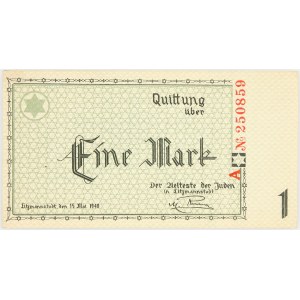 Quittung
über
Eine Mark
Der Aelteste der Juden
in Litzmannstadt
Litzmannstadt, den 15. Mai 1940
A № 250859
1